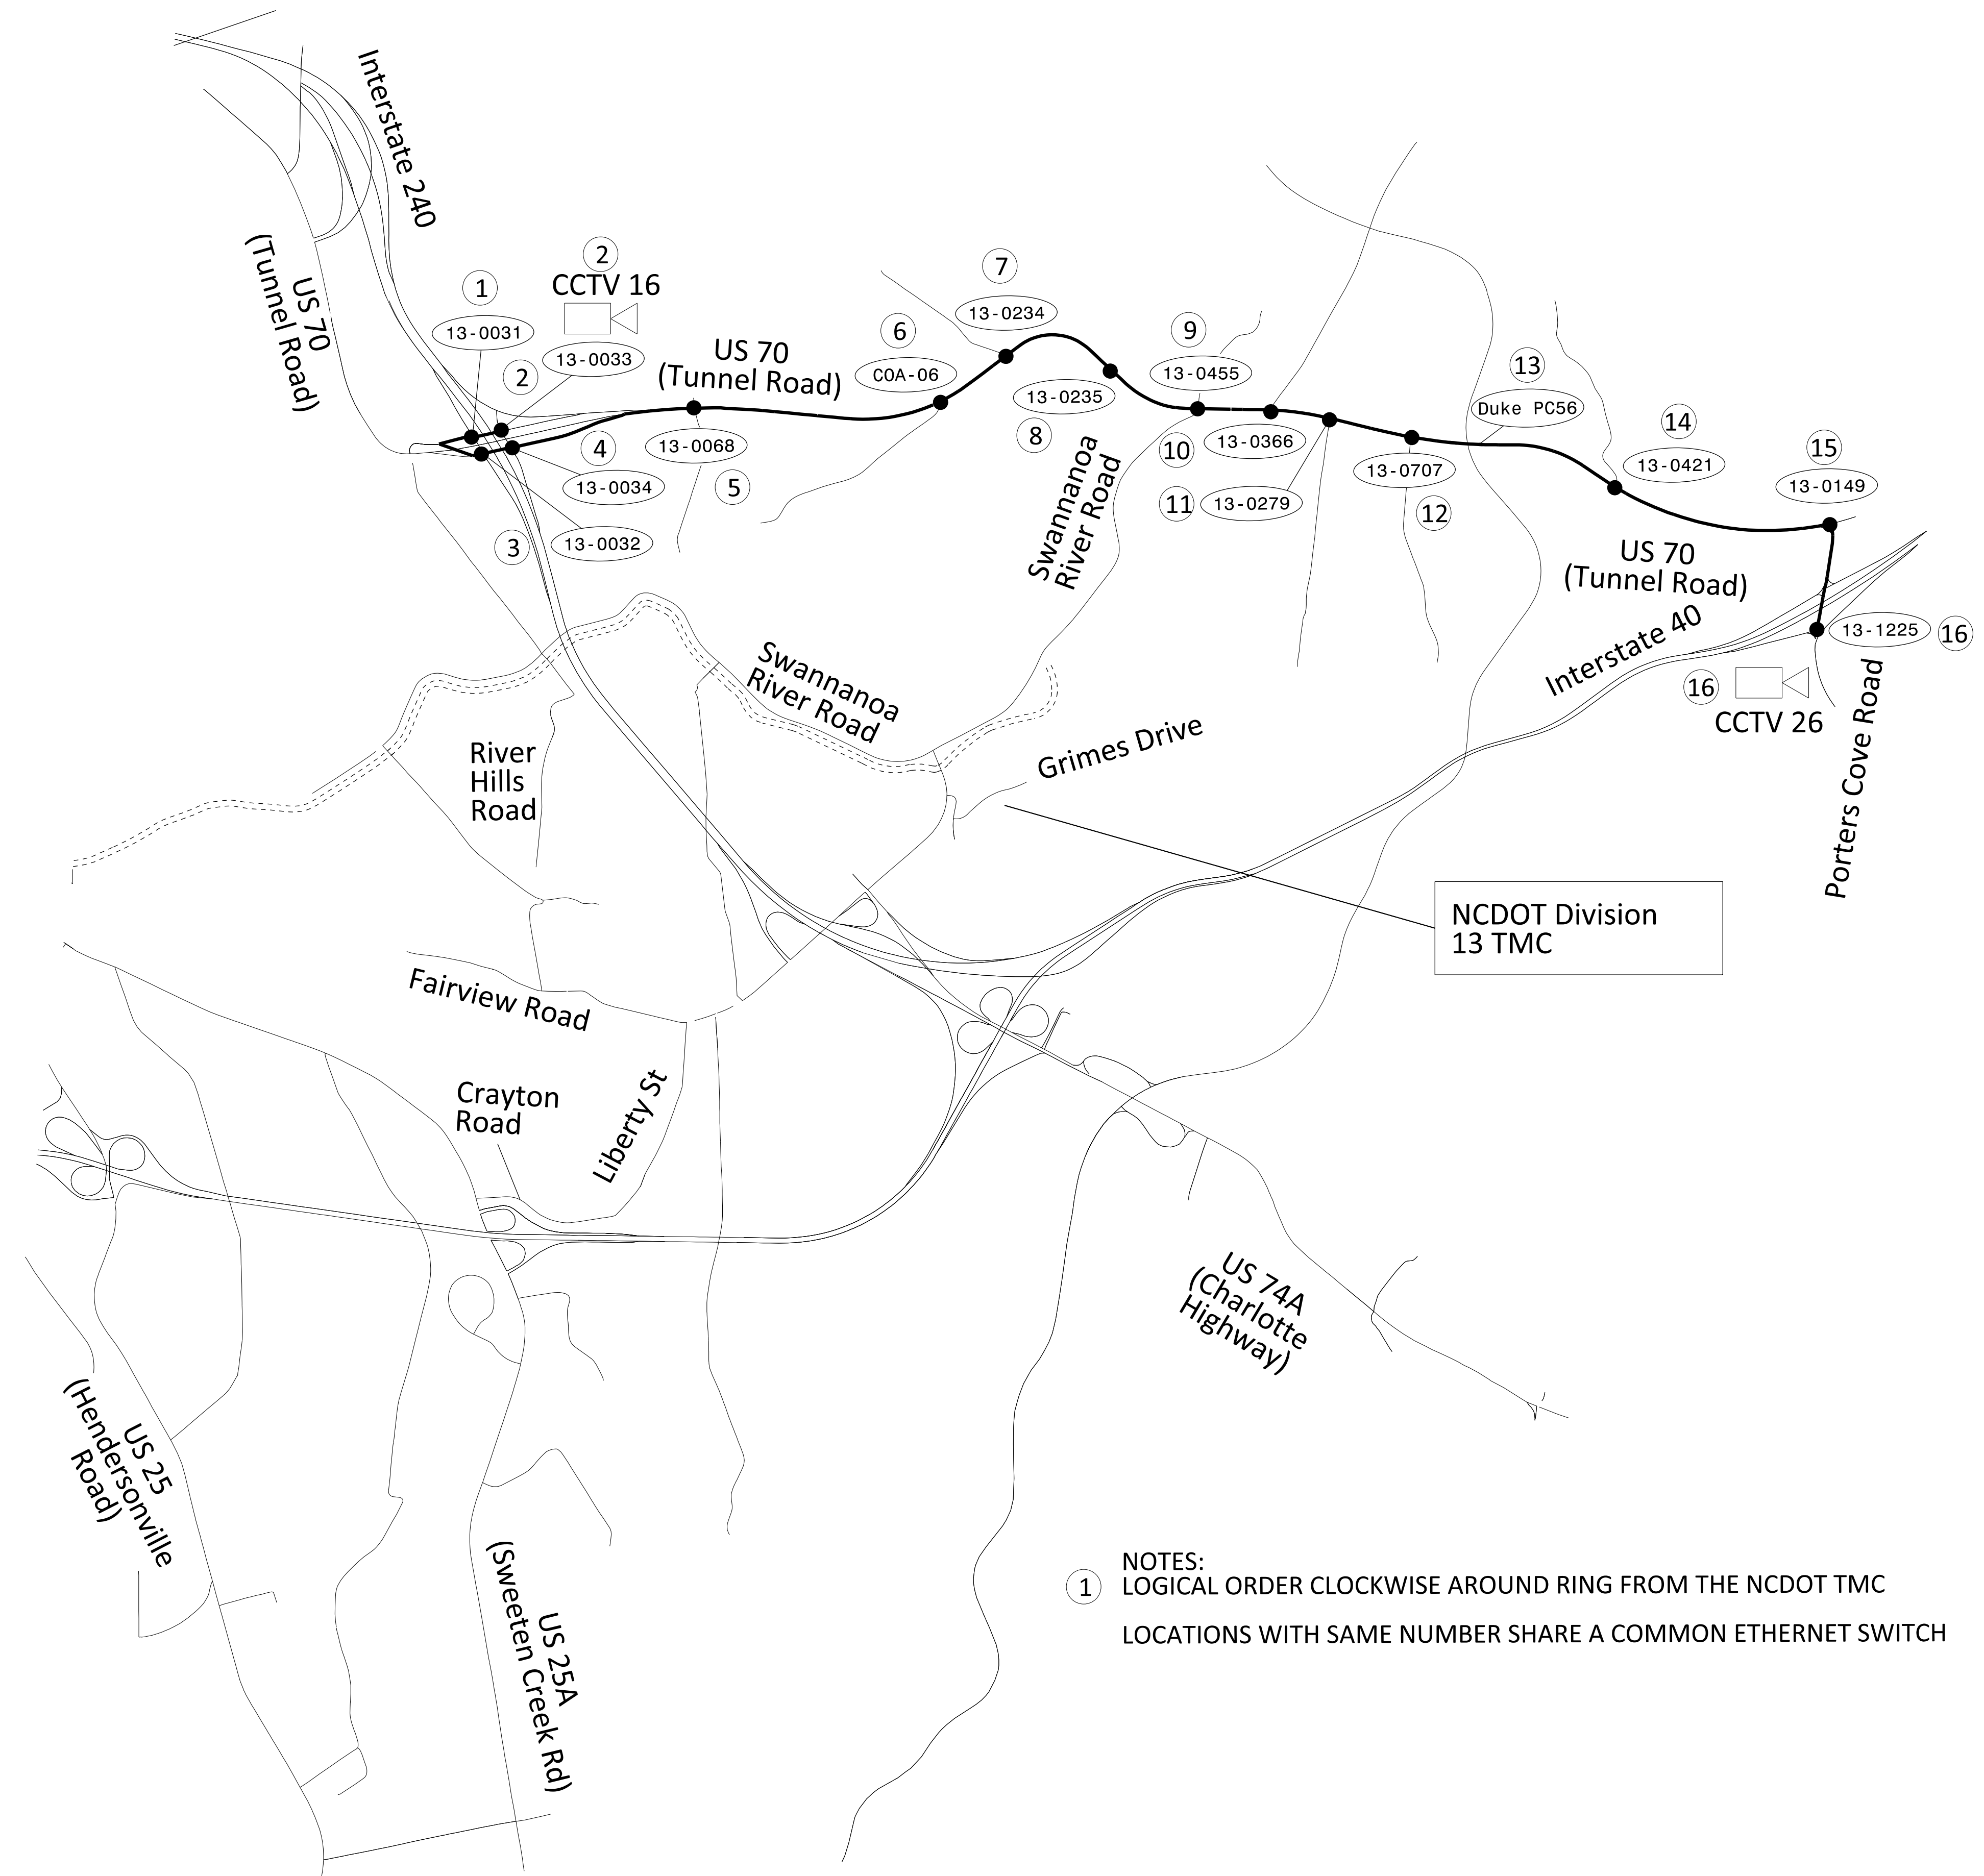 Interstate 240
US 70
(Tunnel Road)
1
13-0031
2
CCTV 16
13-0033
2
US 70
(Tunnel Road)
4
13-0034
3
13-0032
13-0068
5
6
COA-06
7
13-0234
13-0235
8
9
13-0455
10
13-0366
11
13-0279
13-0707
12
13
Duke PC56
14
13-0421
15
13-0149
US 70
(Tunnel Road)
Interstate 40
13-1225
16
16
CCTV 26
Porters Cove Road
Swannanoa
River Road
Swannanoa
River Road
River
Hills
Road
Grimes Drive
NCDOT Division
13 TMC
Fairview Road
Crayton
Road
Liberty St
US 74A
(Charlotte
Highway)
US 25
(Hendersonville
Road)
US 25A
(Sweeten Creek Rd)
NOTES:
1
LOGICAL ORDER CLOCKWISE AROUND RING FROM THE NCDOT TMC
LOCATIONS WITH SAME NUMBER SHARE A COMMON ETHERNET SWITCH